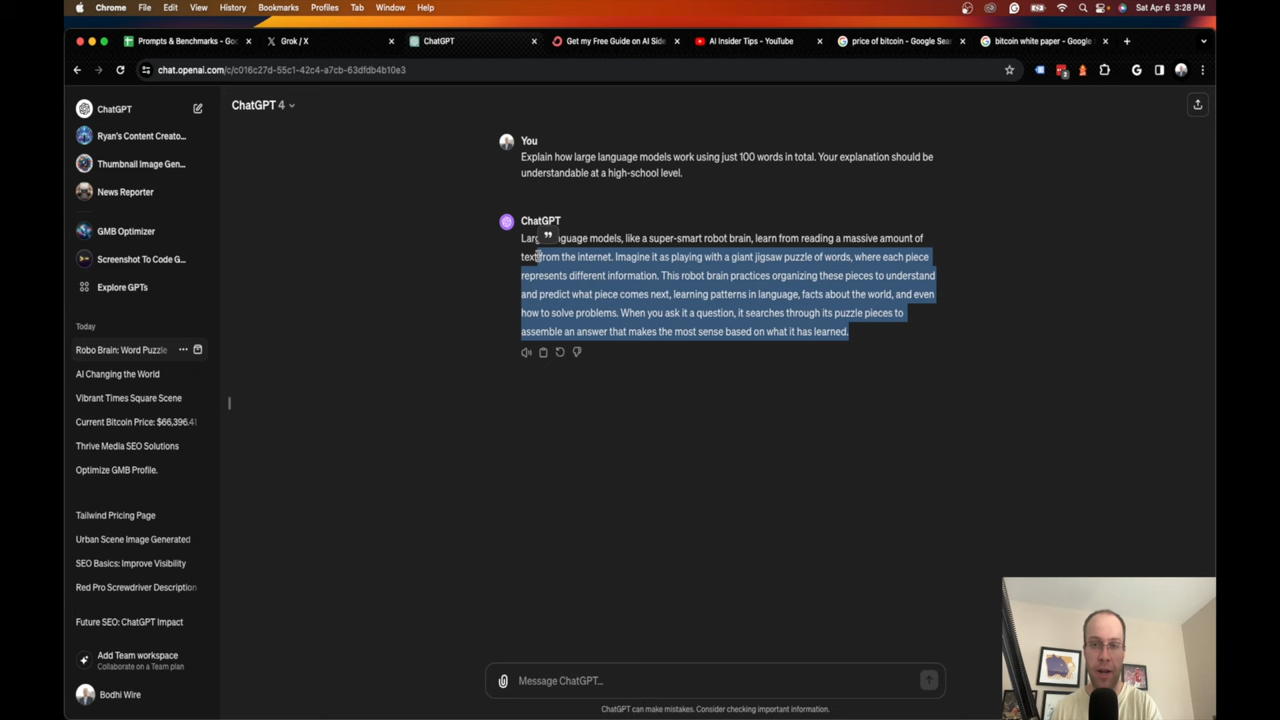 Chrome File Edit View History Bookmarks Profiles Tab Window Help Sat Apr 6 3:28 PM
Prompts & Benchmarks - Goo Grok / X ChatGPT Get my Free Guide on AI Side AI Insider Tips - YouTube price of bitcoin - Google Sea bitcoin white paper - Google
chat.openai.com/c/c016c27d-55c1-42c4-a7cb-63dfdb4b10e3
ChatGPT
Ryan's Content Creato...
Thumbnail Image Gen...
News Reporter
GMB Optimizer
Screenshot To Code G...
Explore GPTs
Today
Robo Brain: Word Puzzle
AI Changing the World
Vibrant Times Square Scene
Current Bitcoin Price: $66,396.41
Thrive Media SEO Solutions
Optimize GMB Profile.
Tailwind Pricing Page
Urban Scene Image Generated
SEO Basics: Improve Visibility
Red Pro Screwdriver Description
Future SEO: ChatGPT Impact
Add Team workspace
Collaborate on a Team plan
Bodhi Wire
ChatGPT 4
You
Explain how large language models work using just 100 words in total. Your explanation should be
understandable at a high-school level.
ChatGPT
models, like a super-smart robot brain, learn from reading a massive amount of
text from the internet. Imagine it as playing with a giant jigsaw puzzle of words, where each piece
represents different information. This robot brain practices organizing these pieces to understand
and predict what piece comes next, learning patterns in language, facts about the world, and even
how to solve problems. When you ask it a question, it searches through its puzzle pieces to
assemble an answer that makes the most sense based on what it has learned.
Message ChatGPT...
ChatGPT can make mistakes. Consider checking important information.